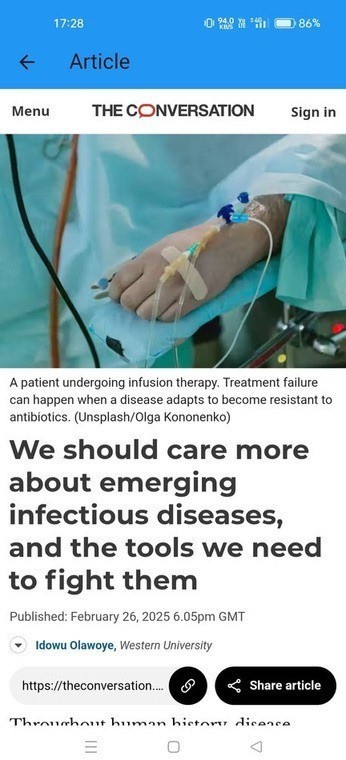 17:28
94.0
KB/S
86%
Article
Menu
THE CONVERSATION
Sign in
A patient undergoing infusion therapy. Treatment failure
can happen when a disease adapts to become resistant to
antibiotics. (Unsplash/Olga Kononenko)
We should care more
about emerging
infectious diseases,
and the tools we need
to fight them
Published: February 26, 2025 6.05pm GMT
Idowu Olawoye, Western University
https://theconversation....
Share article
Throughout human history, disease